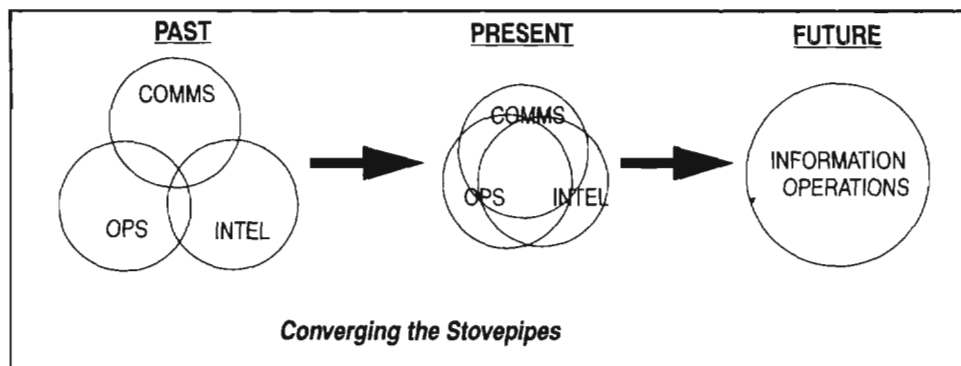 PAST
COMMS
OPS
INTEL
PRESENT
COMMS
OPS
INTEL
FUTURE
INFORMATION
OPERATIONS
Converging the Stovepipes